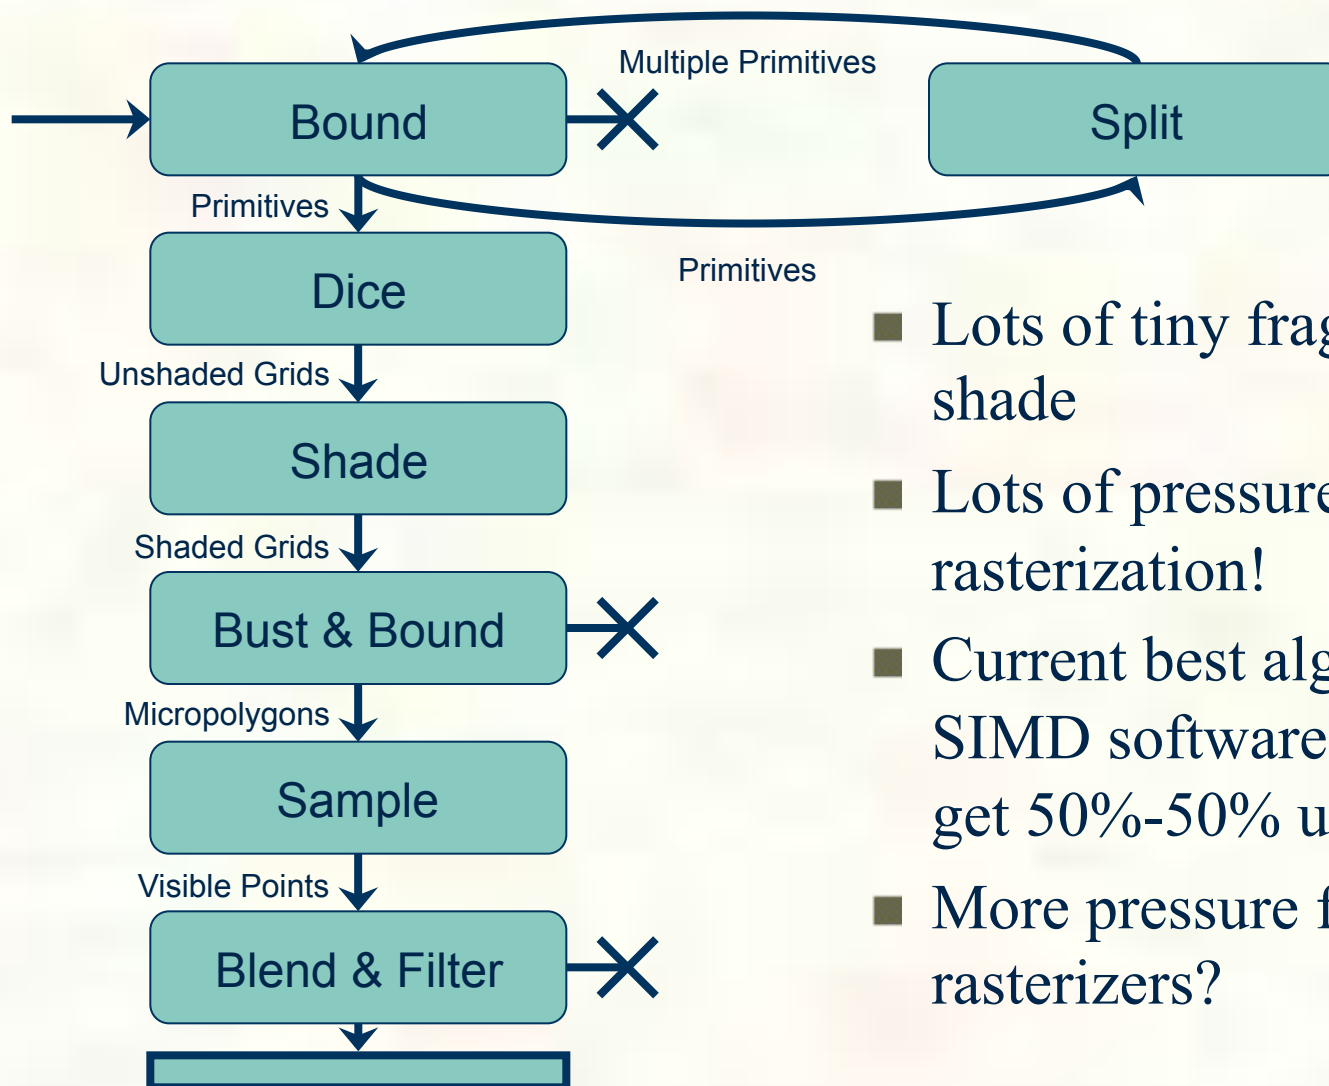 Multiple Primitives
Bound
Split
Primitives
Primitives
Dice
Unshaded Grids
Shade
Shaded Grids
Bust & Bound
Micropolygons
Sample
Visible Points
Blend & Filter
Lots of tiny
shade
Lots of pressure
rasterization!
Current best
SIMD software
get 50%-50%
More pressure
rasterizers?